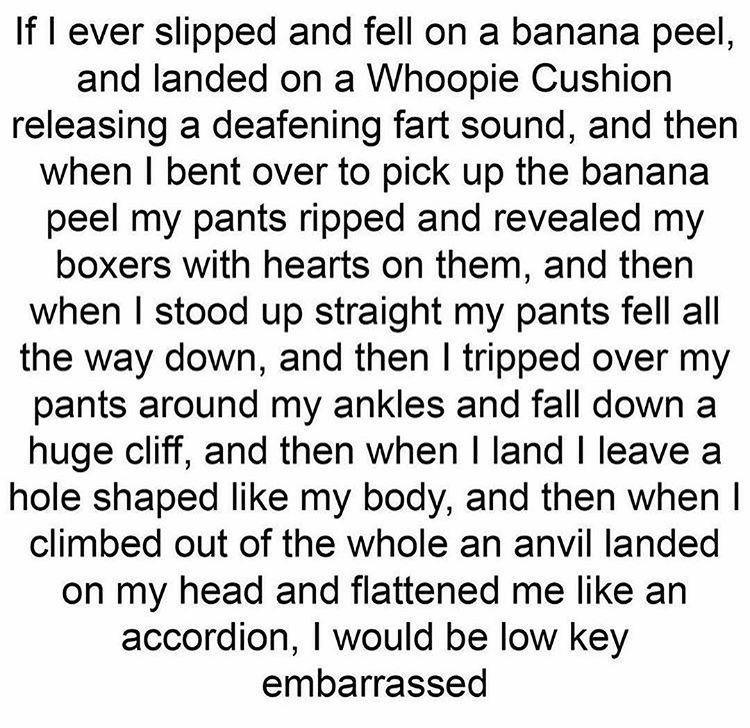 If I ever slipped and fell on a banana peel,
and landed on a Whoopie Cushion
releasing a deafening fart sound, and then
when I bent over to pick up the banana
peel my pants ripped and revealed my
boxers with hearts on them, and then
when I stood up straight my pants fell all
the way down, and then I tripped over my
pants around my ankles and fall down a
huge cliff, and then when I land I leave a
hole shaped like my body, and then when I
climbed out of the whole an anvil landed
on my head and flattened me like an
accordion, I would be low key
embarrassed